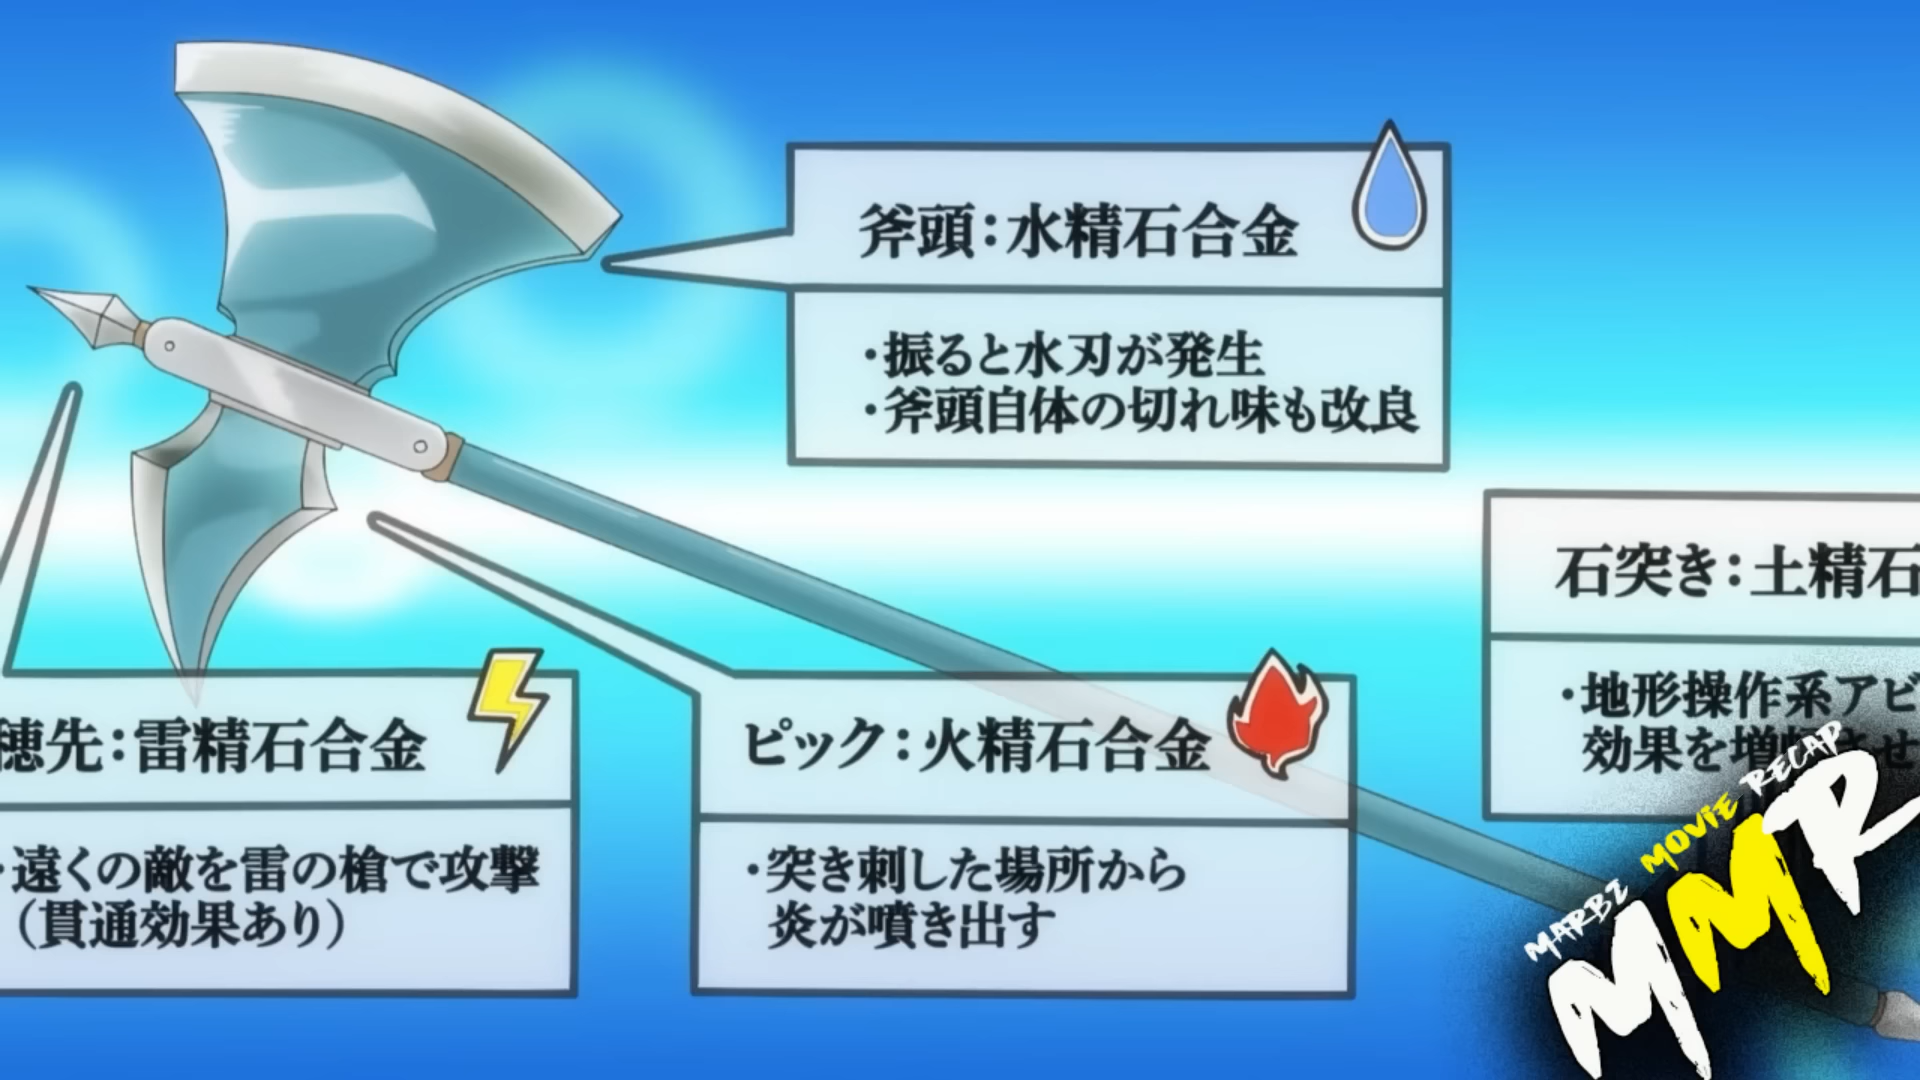 斧頭：水精石合金
・振ると水刃が発生
・斧頭自体の切れ味も改良
石突き：土精石
・地形操作系アビ
効果を増幅させ
穂先：雷精石合金
・遠くの敵を雷の槍で攻撃
（貫通効果あり）
ピック：火精石合金
・突き刺した場所から
炎が噴き出す
MARBI MOVIE RECAP
MMR